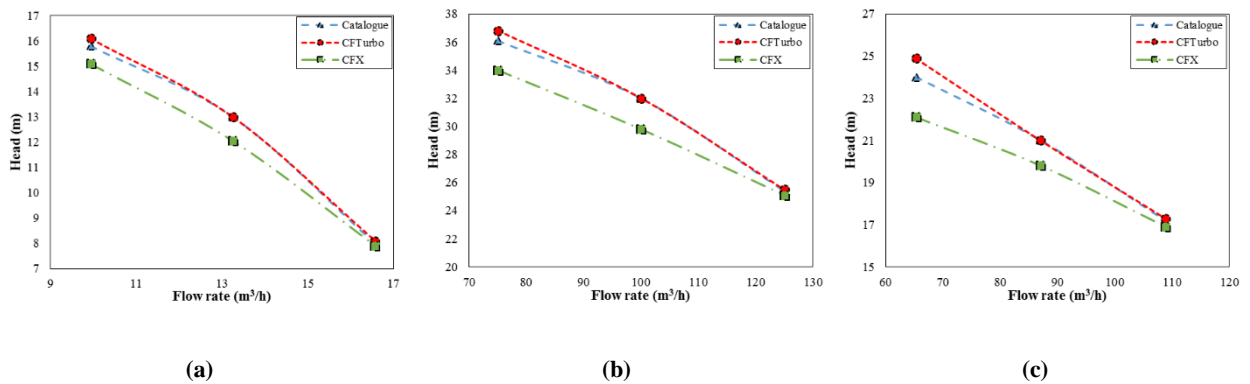 17
16
15
14
13
12
11
10
9
8
7
Head (m)
9
11
13
15
17
Flow rate (m³/h)
Catalogue
CFTurbo
CFX
(a)
38
36
34
32
30
28
26
24
22
20
Head (m)
70
80
90
100
110
120
130
Flow rate (m³/h)
Catalogue
CFTurbo
CFX
(b)
27
25
23
21
19
17
15
Head (m)
60
70
80
90
100
110
120
Flow rate (m³/h)
Catalogue
CFTurbo
CFX
(c)